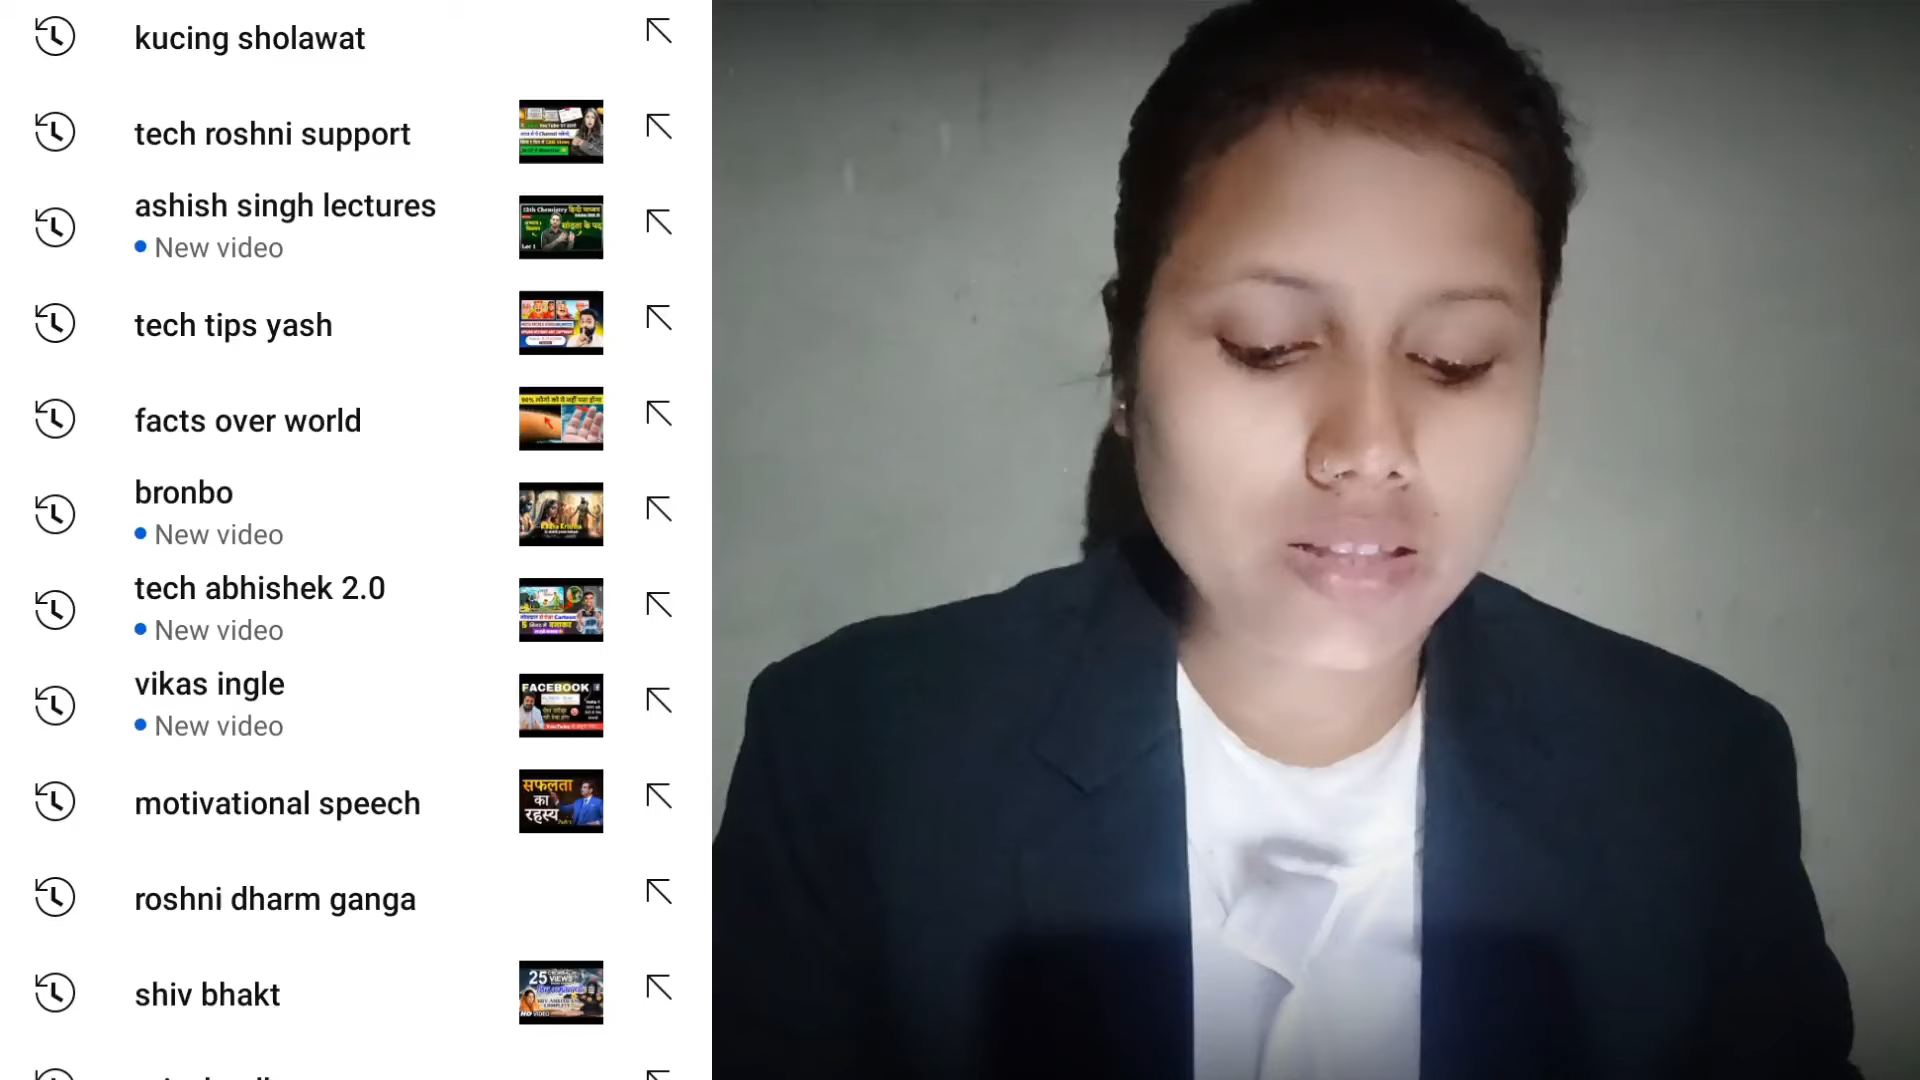 kucing sholawat
tech roshni support
ashish singh lectures
New video
tech tips yash
facts over world
bronbo
New video
tech abhishek 2.0
New video
vikas ingle
New video
FACEBOOK
motivational speech
सफलता
का
रहस्य
roshni dharm ganga
shiv bhakt
25
VIEWS